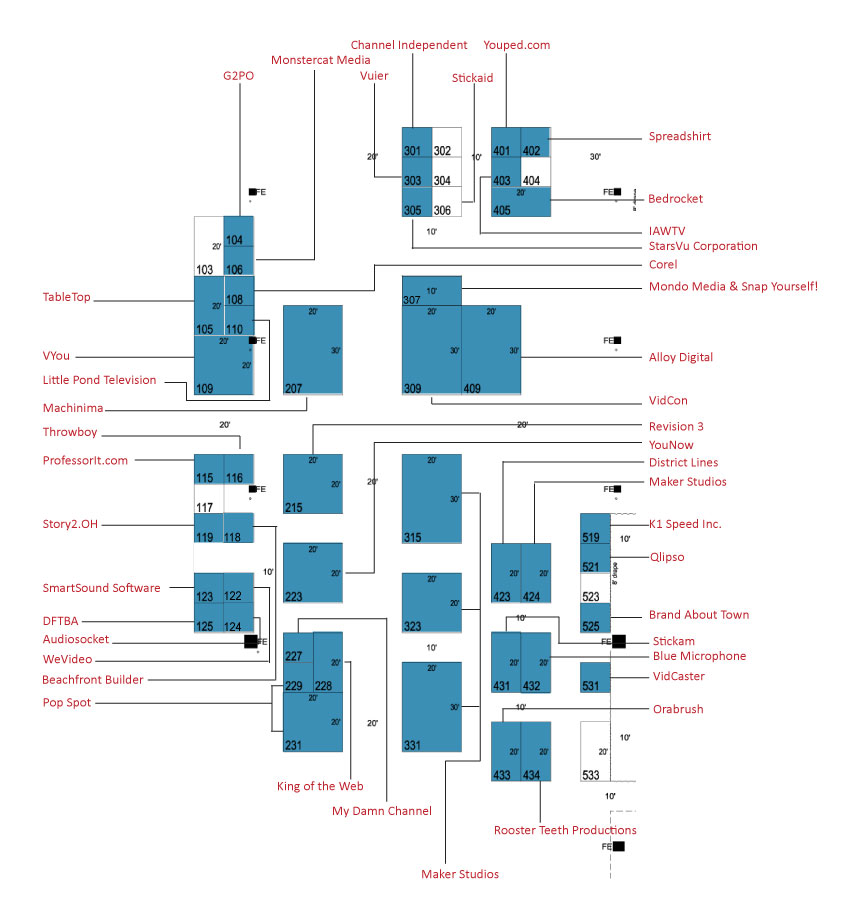 Channel Independent
Youped.com
Monstercat Media
G2PO
Vuier
Stickaid
Spreadshirt
301
302
401
402
20'
10'
30'
303
304
403
404
FE
20'
FE
8' drape
Bedrocket
305
306
405
10'
IAWTV
StarsVu Corporation
104
20'
103
106
Corel
Mondo Media & Snap Yourself!
TableTop
108
20'
105
110
10'
307
20'
20'
20'
VYou
20'
FE
FE
20'
30'
30'
30'
Alloy Digital
Little Pond Television
109
207
309
409
VidCon
Machinima
20'
20'
Revision 3
Throwboy
YouNow
ProfessorIt.com
District Lines
115
116
20'
20'
215
20'
20'
30'
Maker Studios
FE
FE
117
Story2.OH
119
118
315
K1 Speed Inc.
519
10'
20'
20'
223
10'
Qlipso
521
8' drape
SmartSound Software
123
122
20'
20'
323
20'
20'
423
424
523
DFTBA
125
124
Brand About Town
525
10'
Audiosocket
FE
FE
Stickam
WeVideo
227
20'
10'
20'
20'
431
432
Blue Microphone
Beachfront Builder
229
228
20'
30'
331
531
VidCaster
Pop Spot
20'
20'
231
20'
10'
Orabrush
20'
20'
433
434
20'
533
10'
King of the Web
10'
My Damn Channel
Rooster Teeth Productions
FE
Maker Studios